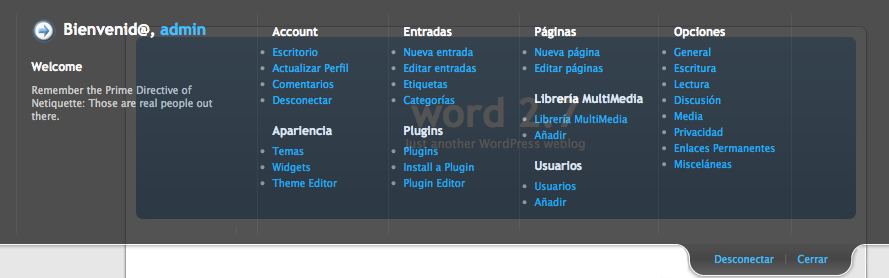 Bienvenid@, admin
Welcome
Remember the Prime Directive of
Netiquette: Those are real people out
there.
Account
Escritorio
Actualizar Perfil
Comentarios
Desconectar
Apariencia
Temas
Widgets
Theme Editor
Entradas
Nueva entrada
Editar entradas
Etiquetas
Categorías
Plugins
Plugins
Install a Plugin
Plugin Editor
Páginas
Nueva página
Editar páginas
Librería MultiMedia
Librería MultiMedia
Añadir
Usuarios
Usuarios
Añadir
Opciones
General
Escritura
Lectura
Discusión
Media
Privacidad
Enlaces Permanentes
Misceláneas
word 2.7
Just another WordPress weblog
Desconectar | Cerrar